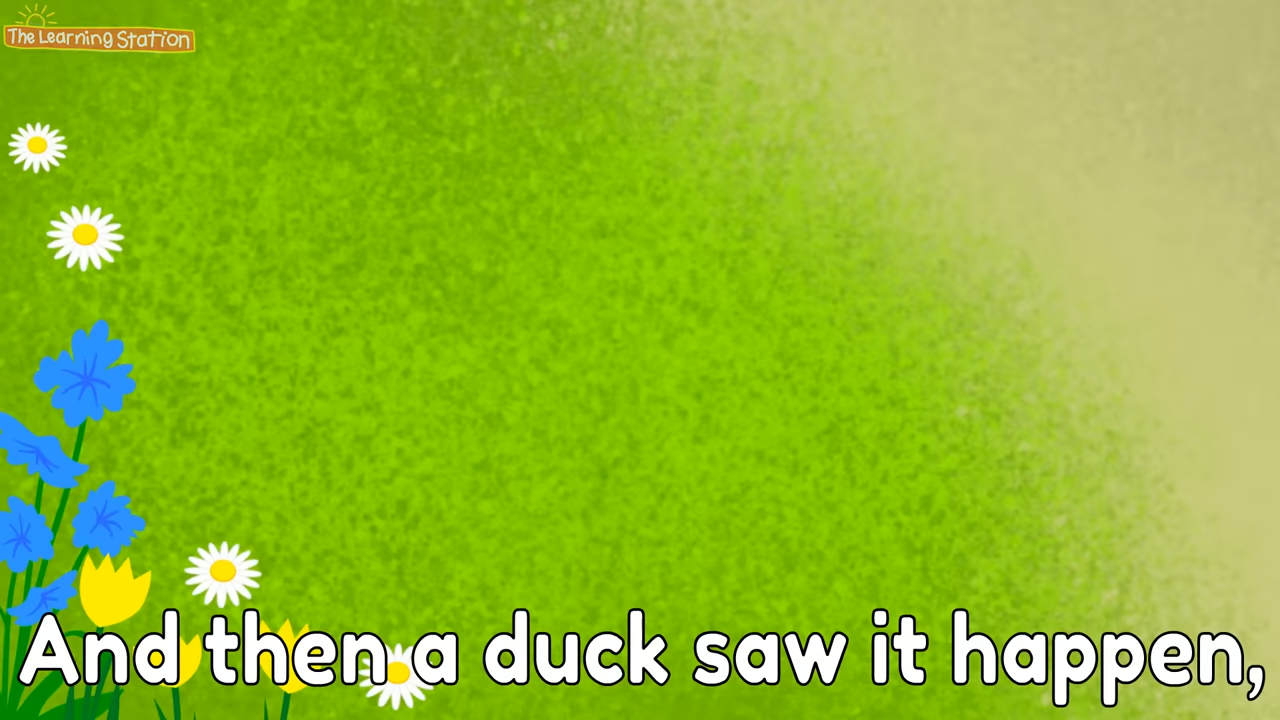 The Learning Station
And then a duck saw it happen,